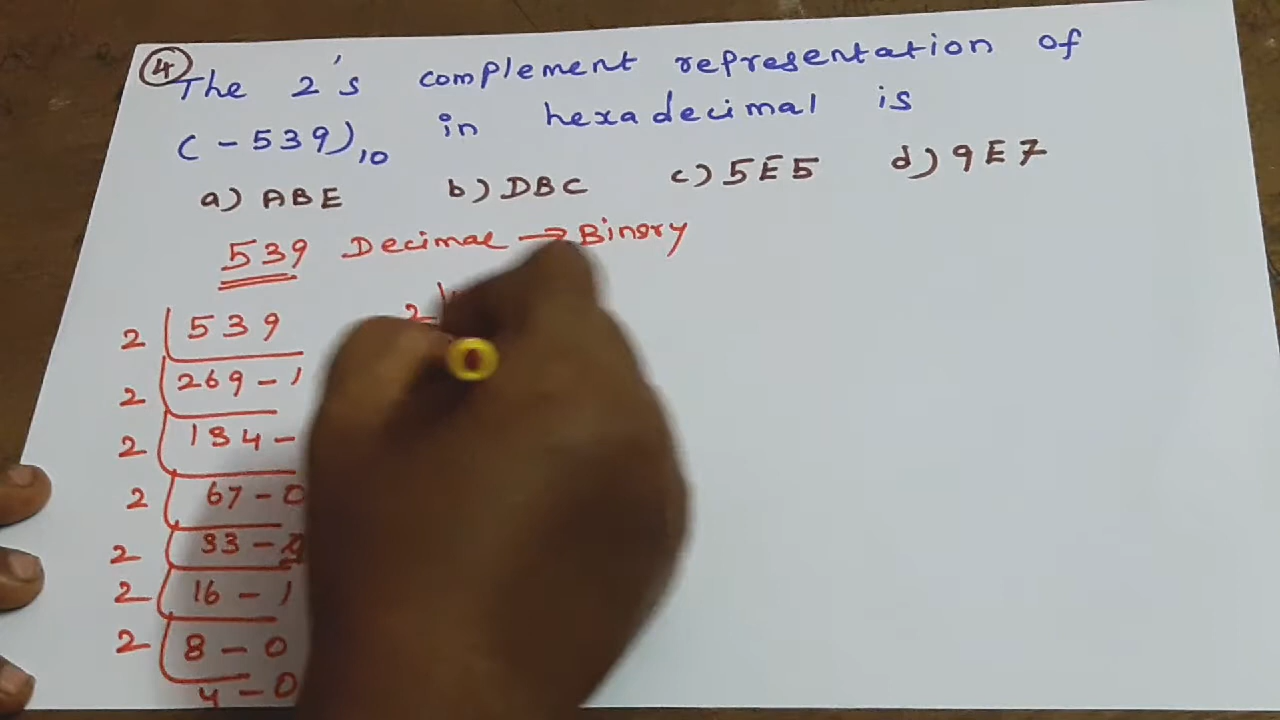 4 The 2's complement representation of
(-539)10 in hexadecimal is
a) ABE b) DBC c) 5E5 d) 9E7
539 Decimal → Binary
2 539 2
2 269 - 1
2 134 -
2 67 - 0
2 33 -
2 16 - 1
2 8 - 0
4 - 0